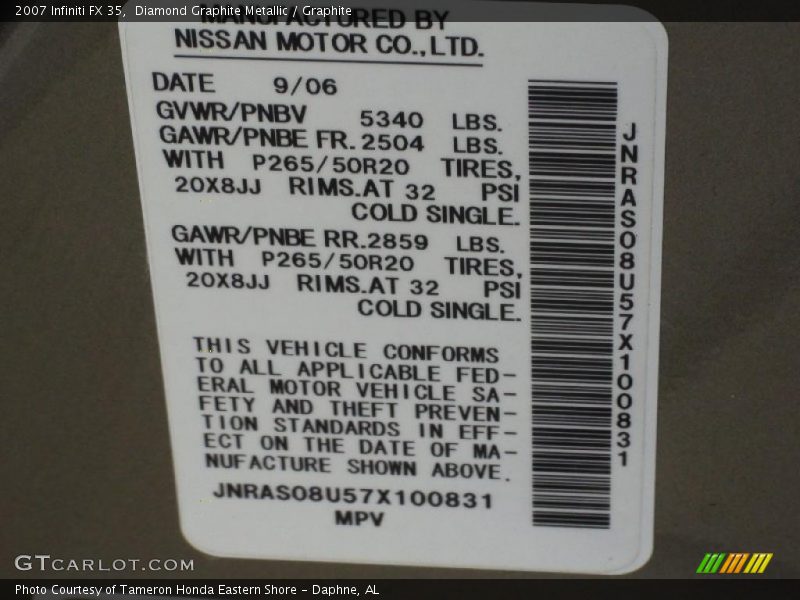 2007 Infiniti FX 35,  Diamond Graphite Metallic / Graphite
MANUFACTURED BY
NISSAN MOTOR CO., LTD.
DATE 9/06
GVWR/PNBV 5340 LBS.
GAWR/PNBE FR. 2504 LBS.
WITH P265/50R20 TIRES,
20X8JJ RIMS. AT 32 PSI
COLD SINGLE.
GAWR/PNBE RR. 2859 LBS.
WITH P265/50R20 TIRES,
20X8JJ RIMS. AT 32 PSI
COLD SINGLE.
THIS VEHICLE CONFORMS
TO ALL APPLICABLE FED-
ERAL MOTOR VEHICLE SA-
FETY AND THEFT PREVEN-
TION STANDARDS IN EFF-
ECT ON THE DATE OF MA-
NUFACTURE SHOWN ABOVE.
JNRAS08U57X100831
MPV
JNRAS08U57X100831
GTCARLOT.COM
Photo Courtesy of Tameron Honda Eastern Shore – Daphne, AL